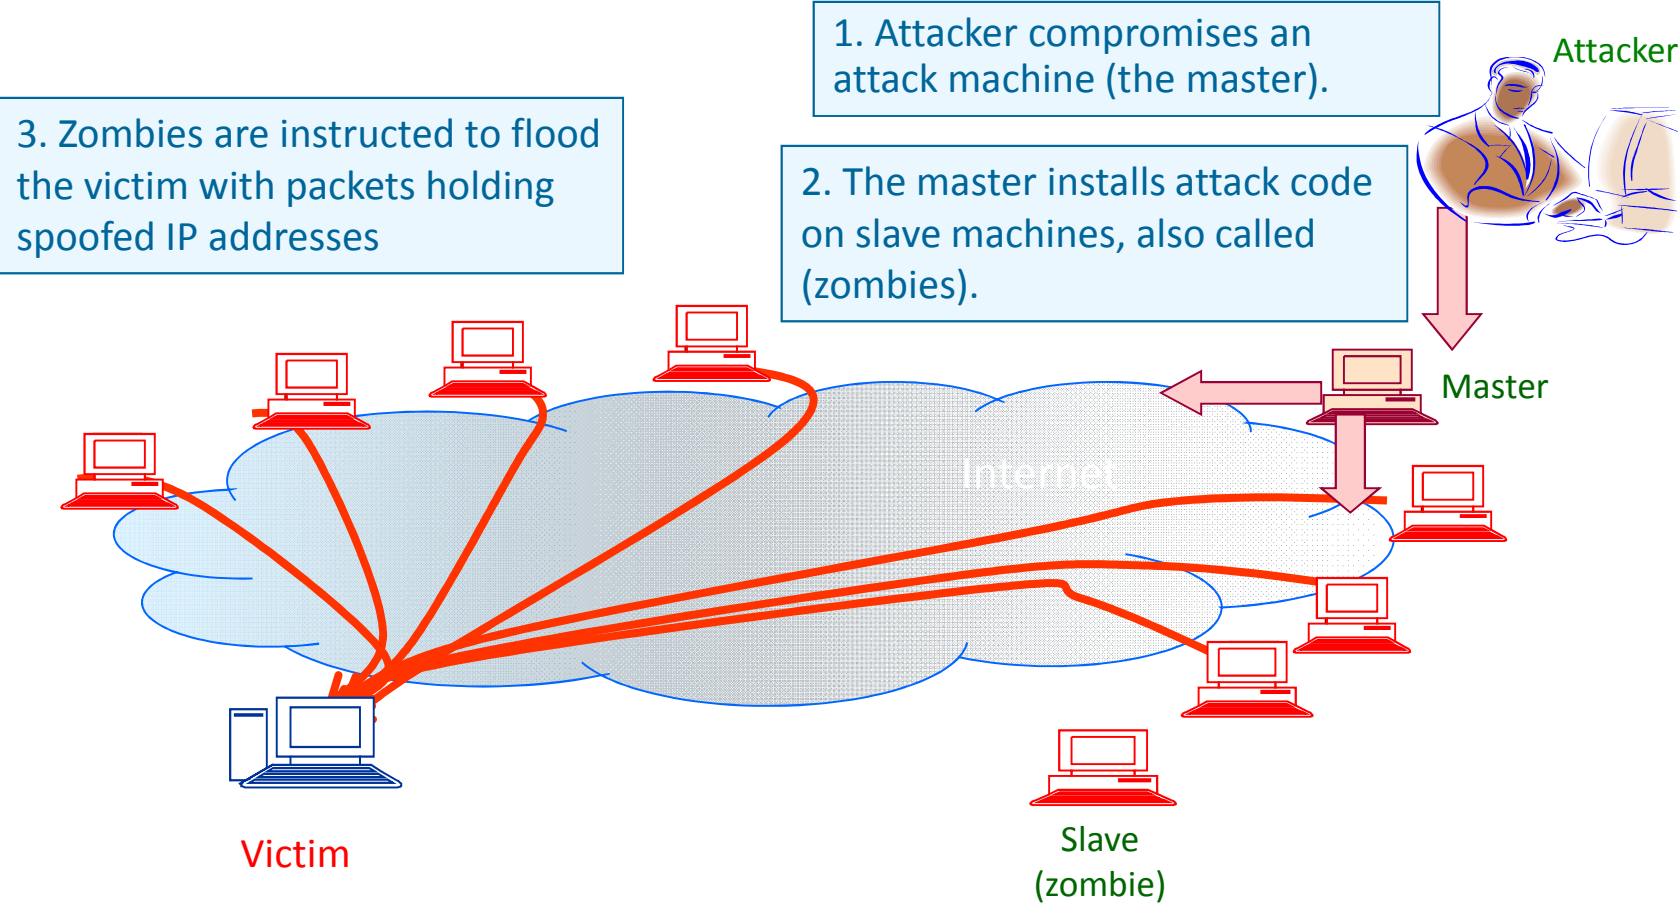 1. Attacker compromises an
attack machine (the master).
Attacker
3. Zombies are instructed to flood
the victim with packets holding
spoofed IP addresses
2. The master installs attack code
on slave machines, also called
(zombies).
Master
Internet
Victim
Slave
(zombie)